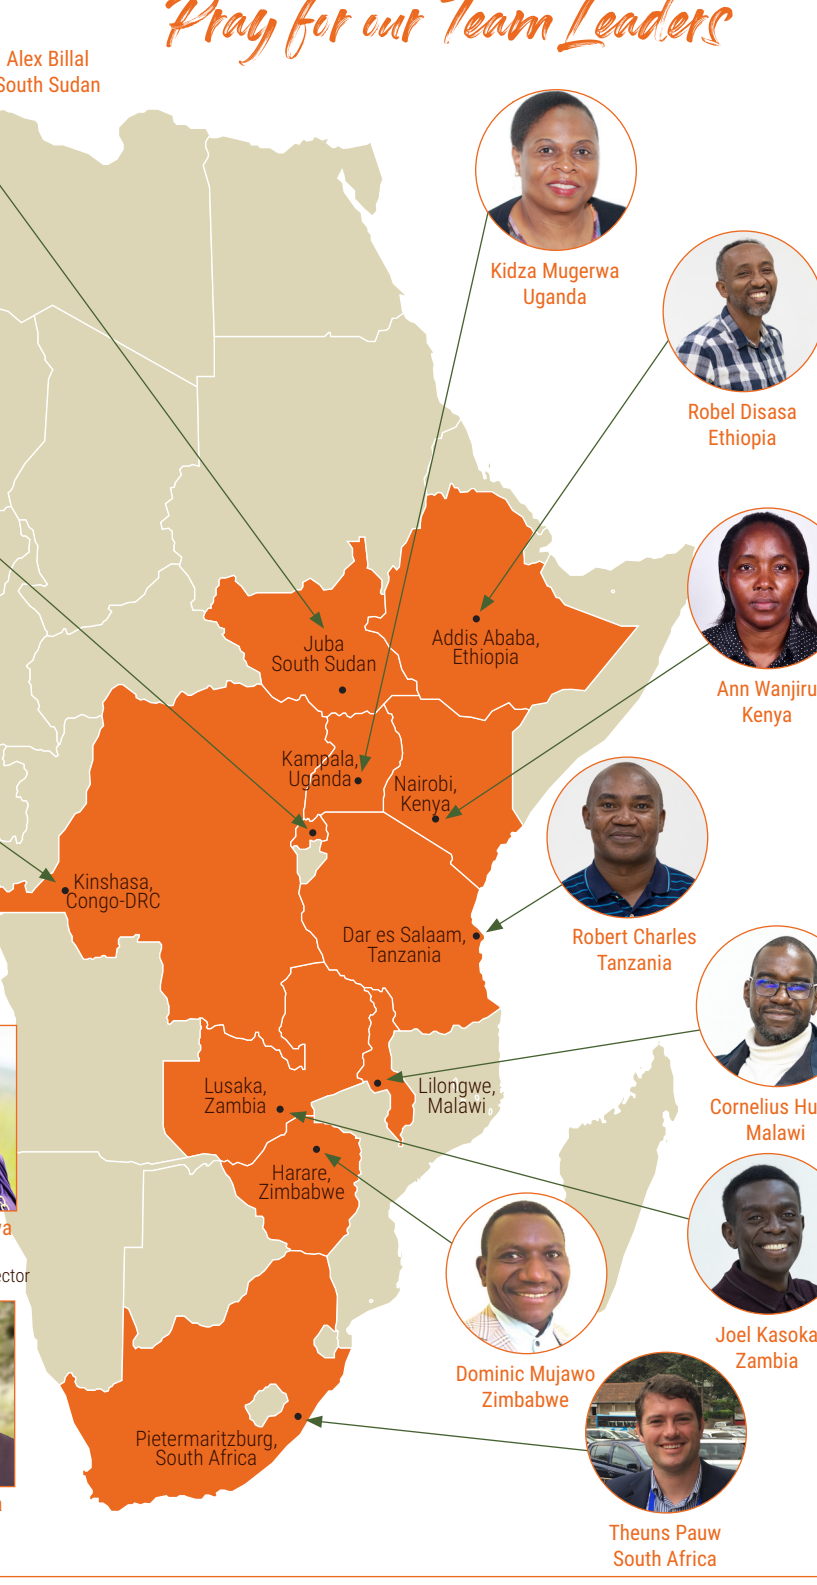 Pray for our Team Leaders
Alex Billal
South Sudan
Kidza Mugerwa
Uganda
Robel Disasa
Ethiopia
Juba
South Sudan
Addis Ababa,
Ethiopia
Ann Wanjiru
Kenya
Kampala,
Uganda
Nairobi,
Kenya
Kinshasa,
Congo-DRC
Dar es Salaam,
Tanzania
Robert Charles
Tanzania
Lusaka,
Zambia
Lilongwe,
Malawi
Cornelius Hu
Malawi
Harare,
Zimbabwe
Joel Kasoka
Zambia
Dominic Mujawo
Zimbabwe
Pietermaritzburg,
South Africa
Theuns Pauw
South Africa